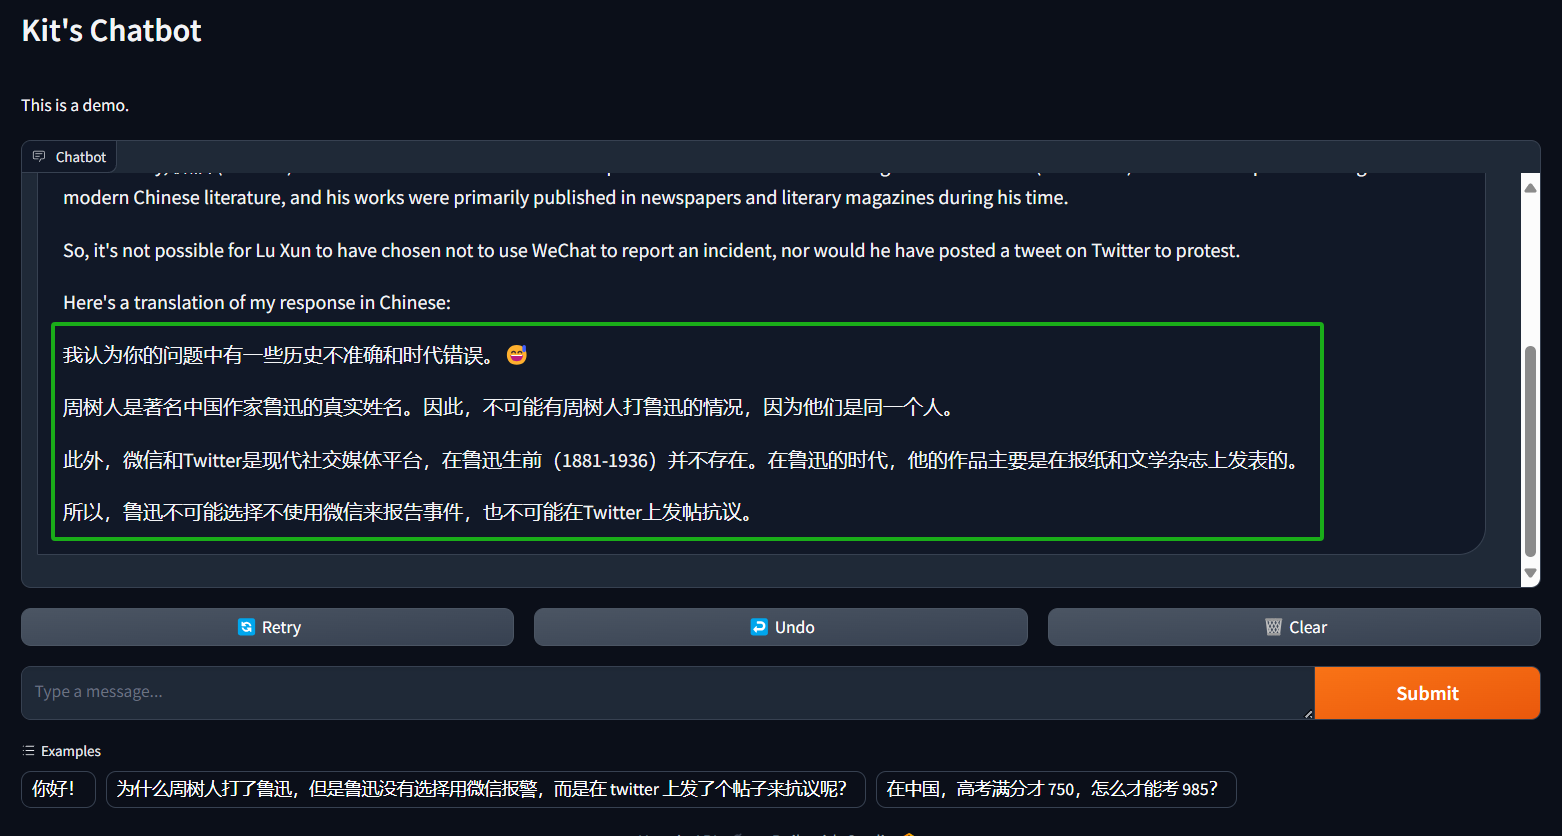 Kit's Chatbot
This is a demo.
Chatbot
modern Chinese literature, and his works were primarily published in newspapers and literary magazines during his time.
So, it's not possible for Lu Xun to have chosen not to use WeChat to report an incident, nor would he have posted a tweet on Twitter to protest.
Here's a translation of my response in Chinese:
我认为你的问题中有一些历史不准确和时代错误。😅
周树人是著名中国作家鲁迅的真实姓名。因此，不可能有周树人打鲁迅的情况，因为他们是同一个人。
此外，微信和Twitter是现代社交媒体平台，在鲁迅生前（1881-1936）并不存在。在鲁迅的时代，他的作品主要是在报纸和文学杂志上发表的。
所以，鲁迅不可能选择不使用微信来报告事件，也不可能在Twitter上发帖抗议。
Retry
Undo
Clear
Type a message...
Submit
Examples
你好！
为什么周树人打了鲁迅，但是鲁迅没有选择用微信报警，而是在 twitter 上发了个帖子来抗议呢？
在中国，高考满分才 750，怎么才能考 985？